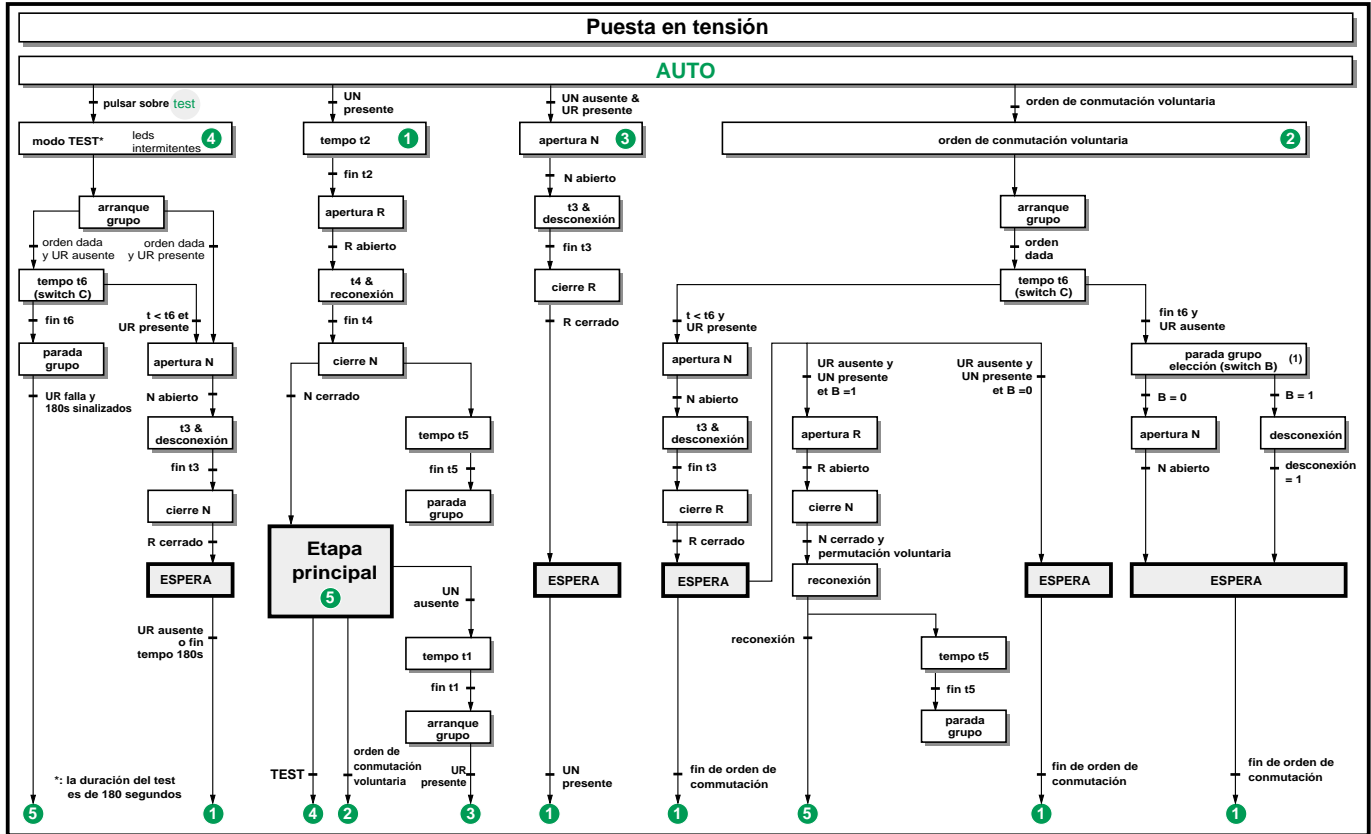 Puesta en tensión
AUTO
pulsar sobre test
UN
presente
UN ausente &
UR presente
orden de conmutación voluntaria
modo TEST*
leds
intermitentes
4
tempo t2
1
apertura N
3
orden de conmutación voluntaria
2
fin t2
N abierto
arranque
grupo
apertura R
t3 &
desconexión
arranque
grupo
orden dada
y UR ausente
orden dada
y UR presente
R abierto
fin t3
orden
dada
tempo t6
(switch C)
t4 &
reconexión
cierre R
tempo t6
(switch C)
fin t6
t < t6 et
UR presente
fin t4
R cerrado
t < t6 y
UR presente
fin t6 y
UR ausente
parada
grupo
apertura N
cierre N
apertura N
UR ausente y
UN presente
et B =1
UR ausente y
UN presente
et B =0
parada grupo
elección (switch B)
(1)
UR falla y
180s sinalizados
N abierto
N cerrado
N abierto
B = 0
B = 1
t3 &
desconexión
tempo t5
t3 &
desconexión
apertura R
apertura N
desconexión
fin t3
fin t5
fin t3
R abierto
N abierto
desconexión
= 1
cierre N
parada
grupo
cierre R
cierre N
R cerrado
Etapa
principal
5
R cerrado
N cerrado y
permutación voluntaria
ESPERA
ESPERA
ESPERA
reconexión
ESPERA
ESPERA
UN
ausente
UR ausente
o fin
tempo 180s
tempo t1
reconexión
tempo t5
fin t1
fin t5
arranque
grupo
parada
grupo
*: la duración del test
es de 180 segundos
TEST
orden de
conmutación
voluntaria
UR
presente
UN
presente
fin de orden de
commutación
fin de orden de
conmutación
fin de orden de
conmutación
5
1
4
2
3
1
1
5
1
1